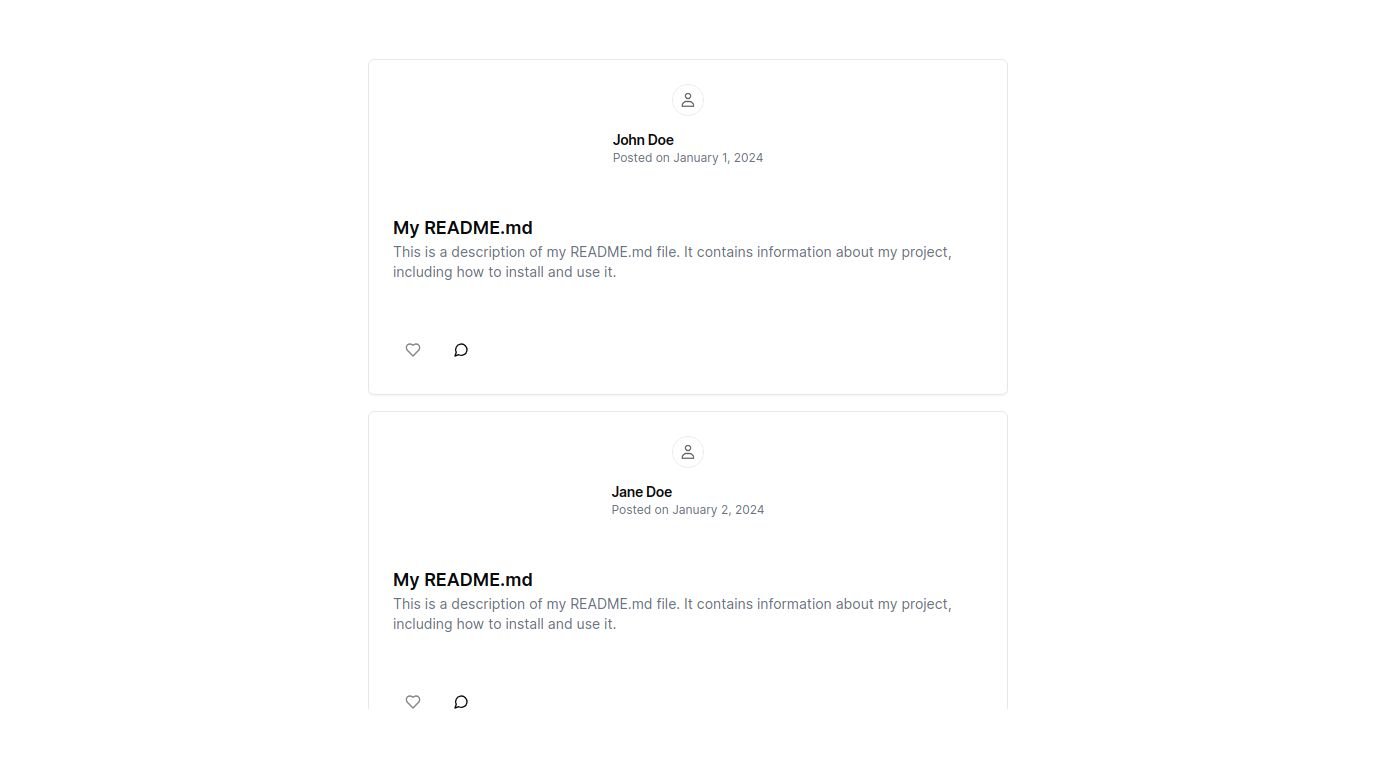 John Doe
Posted on January 1, 2024
My README.md
This is a description of my README.md file. It contains information about my project,
including how to install and use it.
Jane Doe
Posted on January 2, 2024
My README.md
This is a description of my README.md file. It contains information about my project,
including how to install and use it.